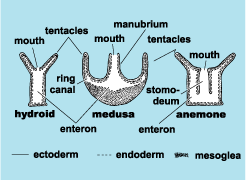 manubrium
tentacles mouth tentacles
mouth mouth
ring
canal
stomo-
deum
hydroid medusa anemone
enteron enteron
ectoderm endoderm mesoglea